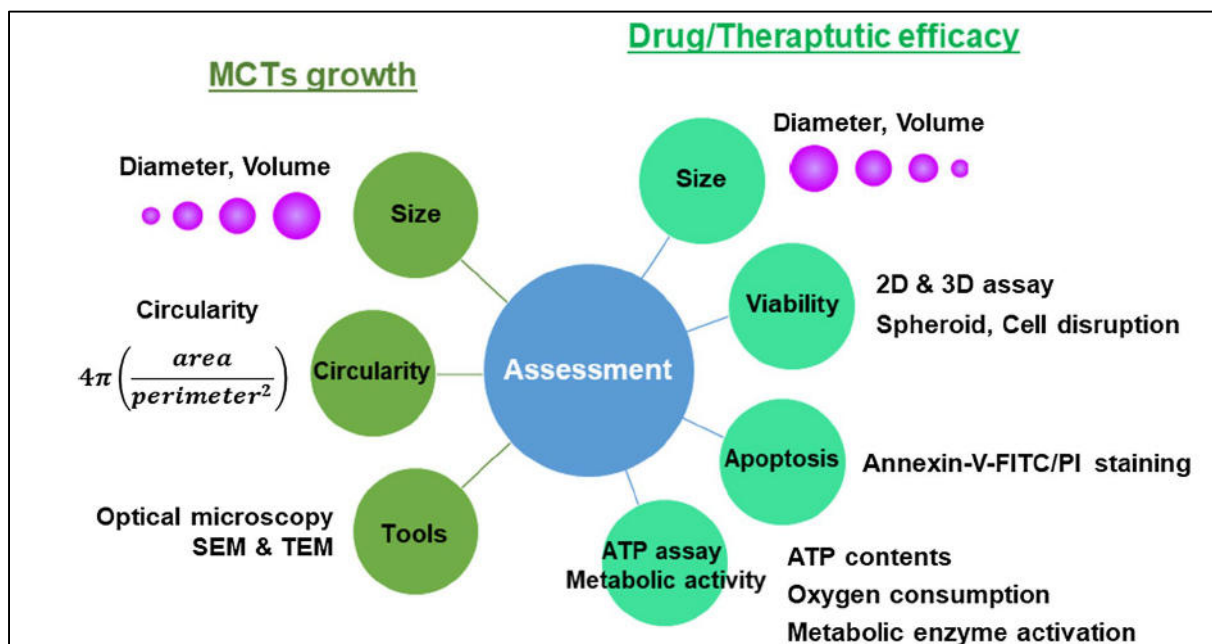 MCTs growth
Diameter, Volume
Size
Circularity
4π(area/perimeter²)
Circularity
Optical microscopy
SEM & TEM
Tools
Assessment
Drug/Theraptutic efficacy
Size
Diameter, Volume
Viability
2D & 3D assay
Spheroid, Cell disruption
Apoptosis
Annexin-V-FITC/PI staining
ATP assay
Metabolic activity
ATP contents
Oxygen consumption
Metabolic enzyme activation